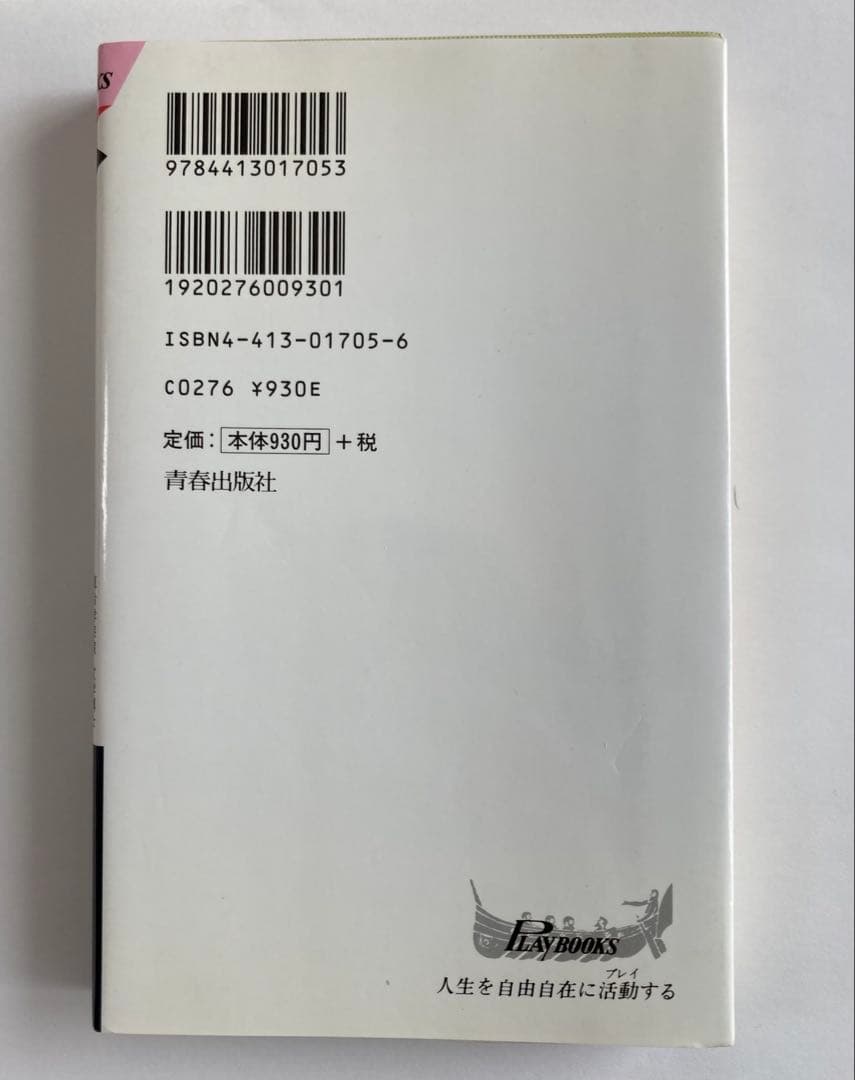 KS
9784413017053
1920276009301
ISBN4-413-01705-6
C0276 ¥930E
定価：本体930円＋税
青春出版社
PLAYBOOKS
プレイ
人生を自由自在に活動する